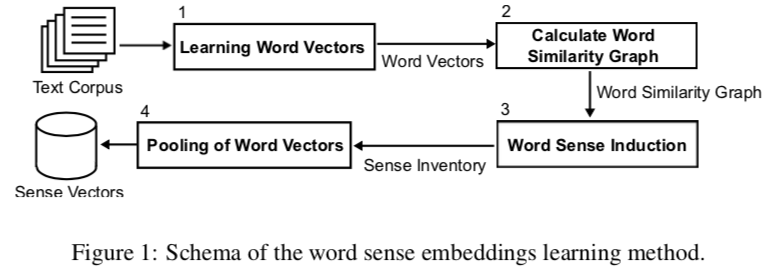 1
Learning Word Vectors
Word Vectors
2
Calculate Word
Similarity Graph
Text Corpus
Word Similarity Graph
3
Word Sense Induction
Sense Inventory
4
Pooling of Word Vectors
Sense Vectors
Figure 1: Schema of the word sense embeddings learning method.